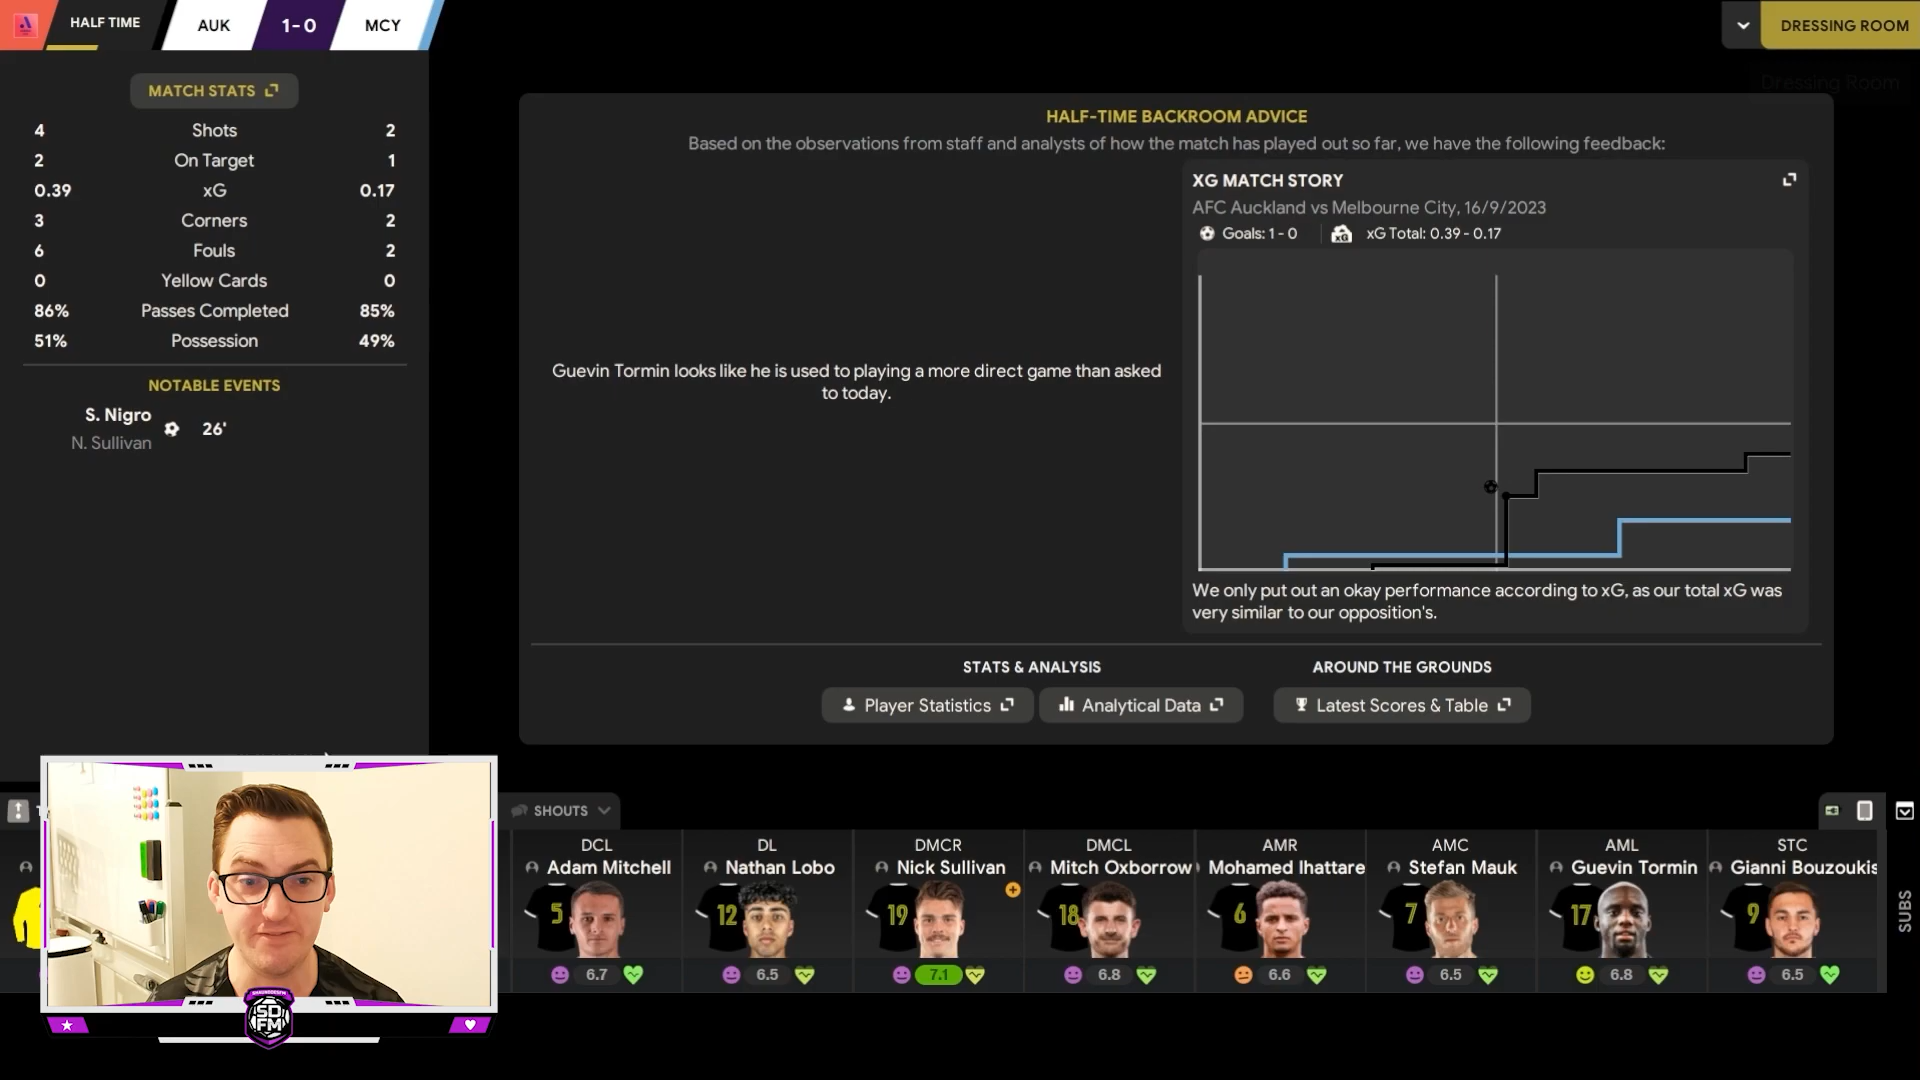 HALF TIME
AUK
1-0
MCY
DRESSING ROOM
Dressing Room
MATCH STATS
4 Shots 2
2 On Target 1
0.39 xG 0.17
3 Corners 2
6 Fouls 2
0 Yellow Cards 0
86% Passes Completed 85%
51% Possession 49%
NOTABLE EVENTS
S. Nigro
N. Sullivan
26'
HALF-TIME BACKROOM ADVICE
Based on the observations from staff and analysts of how the match has played out so far, we have the following feedback:
Guevin Tormin looks like he is used to playing a more direct game than asked
to today.
XG MATCH STORY
AFC Auckland vs Melbourne City, 16/9/2023
Goals: 1 - 0
xG
xG Total: 0.39 - 0.17
We only put out an okay performance according to xG, as our total xG was
very similar to our opposition's.
STATS & ANALYSIS
AROUND THE GROUNDS
Player Statistics
Analytical Data
Latest Scores & Table
SHOUTS
DCL
Adam Mitchell
5
6.7
DL
Nathan Lobo
12
6.5
DMCR
Nick Sullivan
19
7.1
DMCL
Mitch Oxborrow
18
6.8
AMR
Mohamed Ihattare
6
6.6
AMC
Stefan Mauk
7
6.5
AML
Guevin Tormin
17
6.8
STC
Gianni Bouzoukis
9
6.5
SUBS
SD
FM